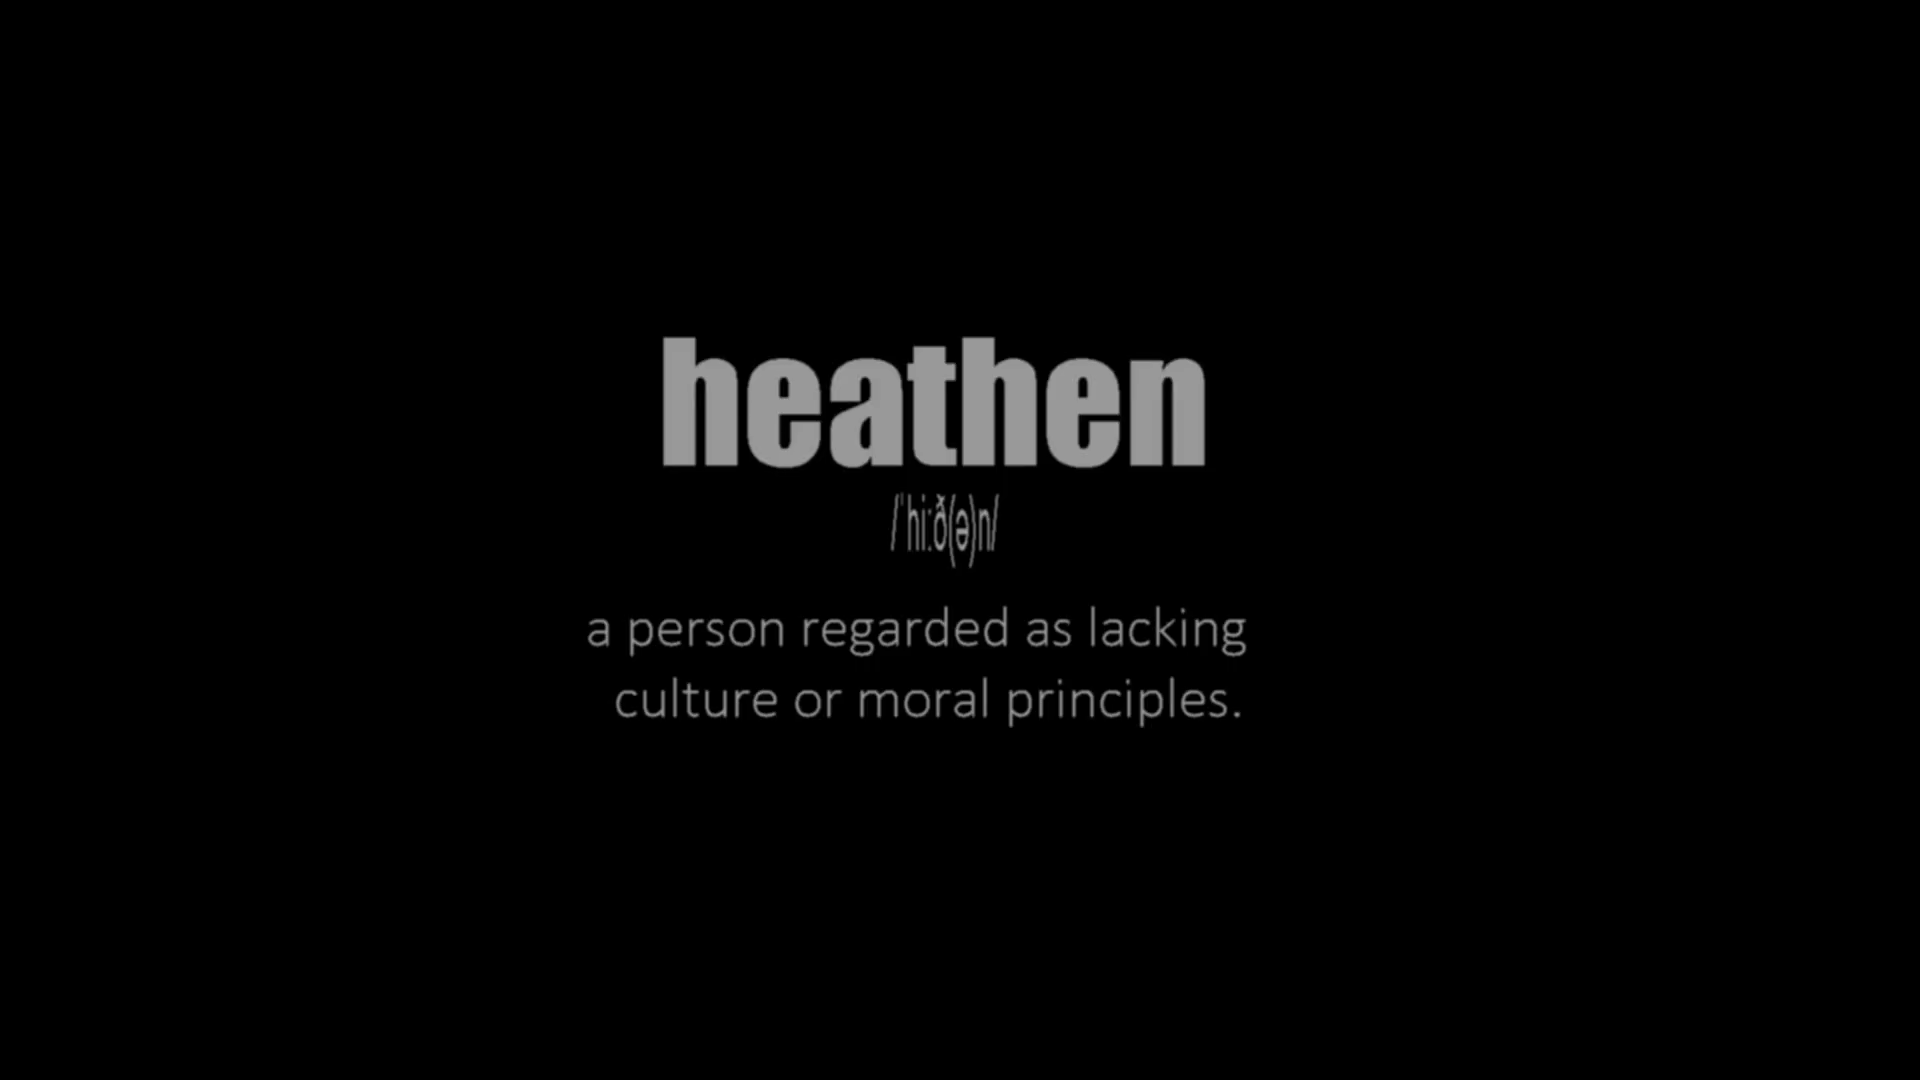 heathen
/ˈhiːð(ə)n/
a person regarded as lacking
culture or moral principles.